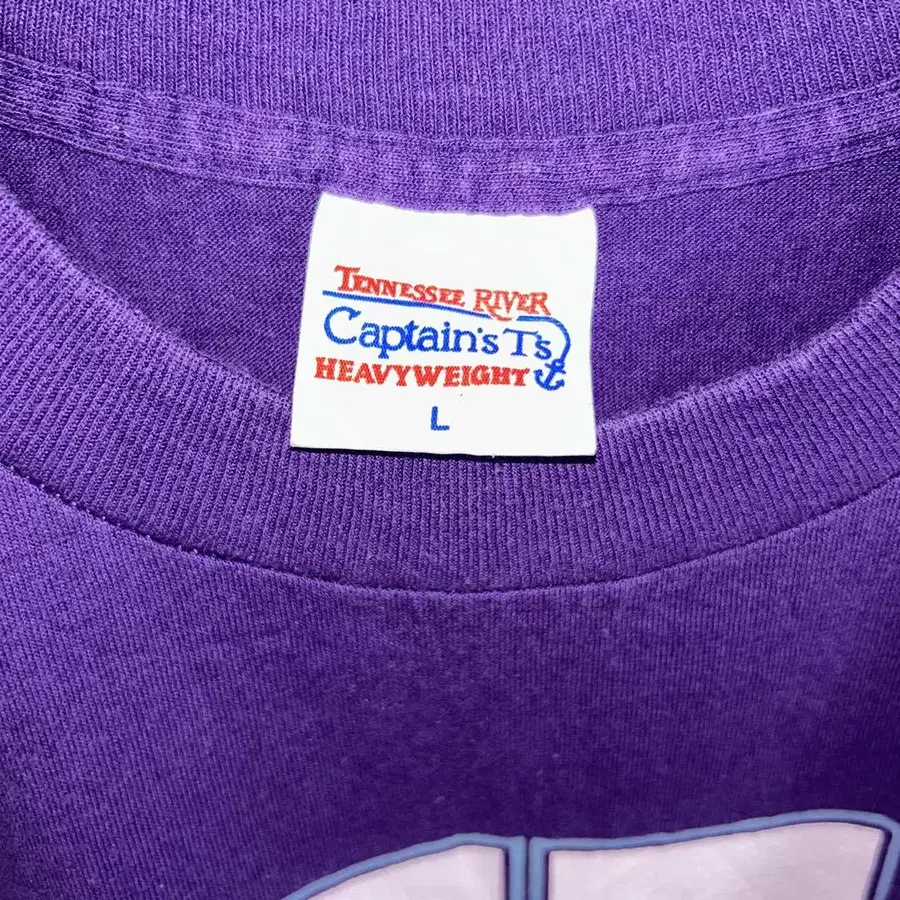 TENNESSEE RIVER
Captain's T's
HEAVYWEIGHT
L